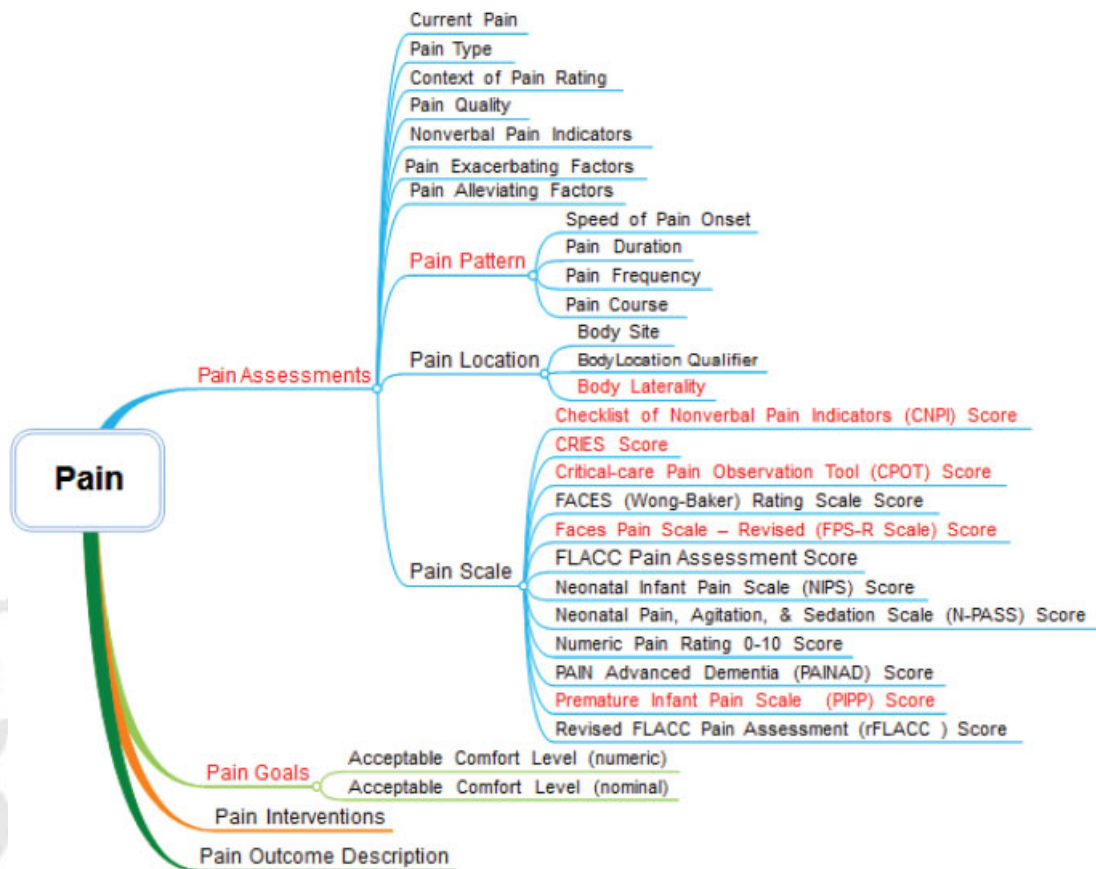 Current Pain
Pain Type
Context of Pain Rating
Pain Quality
Nonverbal Pain Indicators
Pain Exacerbating Factors
Pain Alleviating Factors
Speed of Pain Onset
Pain Duration
Pain Pattern
Pain Frequency
Pain Course
Body Site
Pain Location
Body Location Qualifier
Pain Assessments
Body Laterality
Checklist of Nonverbal Pain Indicators (CNPI) Score
CRIES Score
Pain
Critical-care Pain Observation Tool (CPOT) Score
FACES (Wong-Baker) Rating Scale Score
Faces Pain Scale – Revised (FPS-R Scale) Score
FLACC Pain Assessment Score
Pain Scale
Neonatal Infant Pain Scale (NIPS) Score
Neonatal Pain, Agitation, & Sedation Scale (N-PASS) Score
Numeric Pain Rating 0-10 Score
PAIN Advanced Dementia (PAINAD) Score
Premature Infant Pain Scale (PIPP) Score
Revised FLACC Pain Assessment (rFLACC ) Score
Acceptable Comfort Level (numeric)
Pain Goals
Acceptable Comfort Level (nominal)
Pain Interventions
Pain Outcome Description